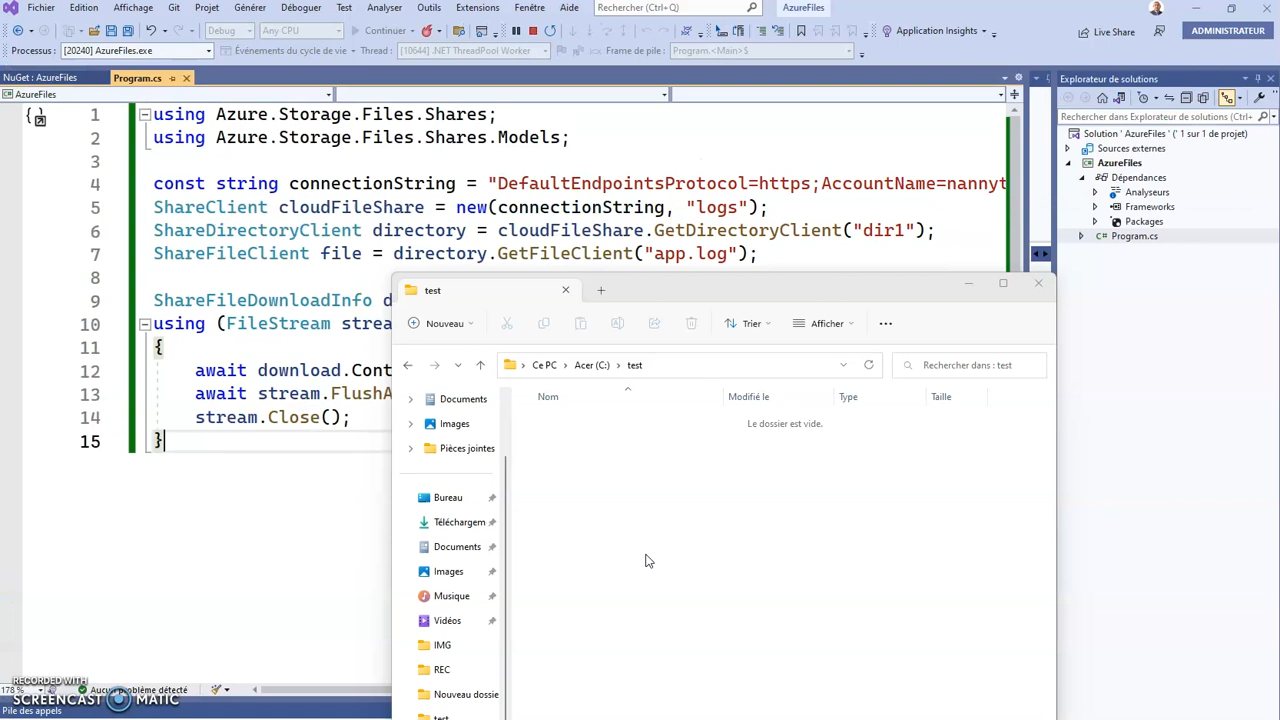 Fichier Edition Affichage Git Projet Générer Déboguer Test Analyser Outils Extensions Fenêtre Aide Rechercher (Ctrl+Q) AzureFiles
Debug Any CPU Continuer Application Insights Live Share ADMINISTRATEUR
Processus : [20240] AzureFiles.exe Événements du cycle de vie Thread : [10644] .NET ThreadPool Worker Frame de pile : Program.<Main>$
NuGet : AzureFiles Program.cs Explorateur de solutions
AzureFiles
Rechercher dans Explorateur de solutions (Ctrl+
Solution ' AzureFiles ' (' 1 sur 1 de projet)
Sources externes
AzureFiles
Dépendances
Analyseurs
Frameworks
Packages
Program.cs
1 using Azure.Storage.Files.Shares;
2 using Azure.Storage.Files.Shares.Models;
3
4 const string connectionString = "DefaultEndpointsProtocol=https;AccountName=nannyt
5 ShareClient cloudFileShare = new(connectionString, "logs");
6 ShareDirectoryClient directory = cloudFileShare.GetDirectoryClient("dir1");
7 ShareFileClient file = directory.GetFileClient("app.log");
8
9 ShareFileDownloadInfo d
10 using (FileStream strea
11 {
12 await download.Cont
13 await stream.FlushA
14 stream.Close();
15 }
test
Nouveau Trier Afficher
Ce PC Acer (C:) test Rechercher dans : test
Nom Modifié le Type Taille
Le dossier est vide.
Documents
Images
Pièces jointes
Bureau
Téléchargem
Documents
Images
Musique
Vidéos
IMG
REC
Nouveau dossie
test
178 % Aucun problème détecté
RECORDED WITH
SCREENCAST MATIC
Pile des appels